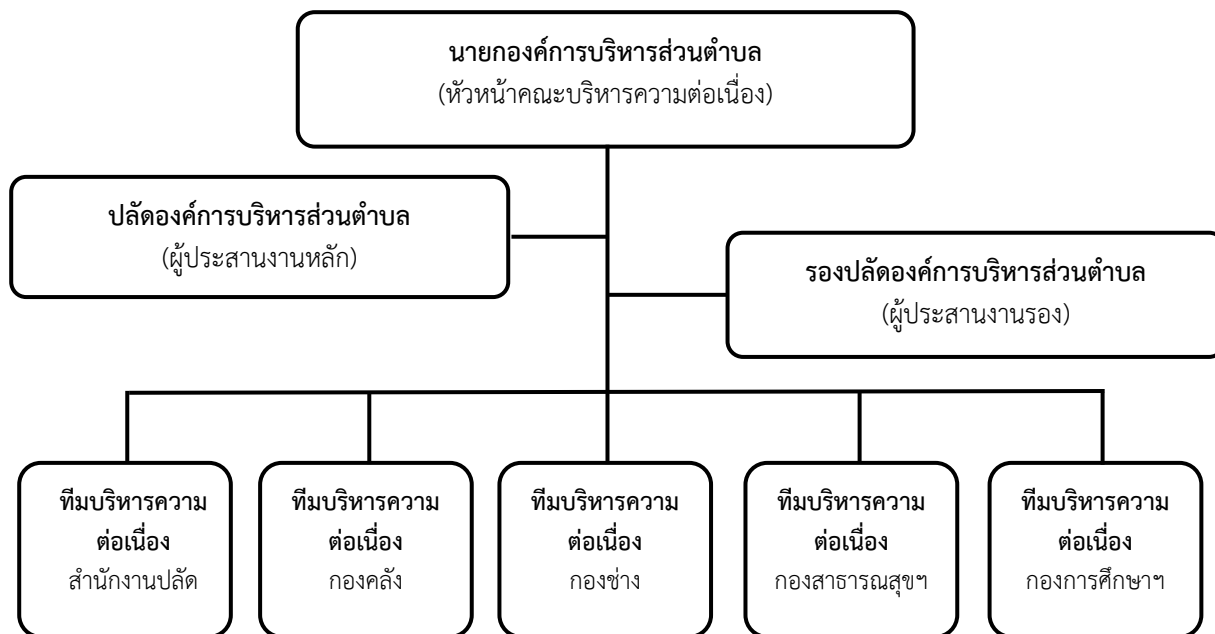 นายกองค์การบริหารส่วนตำบล
(หัวหน้าคณะบริหารความต่อเนื่อง)
ปลัดองค์การบริหารส่วนตำบล
(ผู้ประสานงานหลัก)
รองปลัดองค์การบริหารส่วนตำบล
(ผู้ประสานงานรอง)
ทีมบริหารความ
ต่อเนื่อง
สำนักงานปลัด
ทีมบริหารความ
ต่อเนื่อง
กองคลัง
ทีมบริหารความ
ต่อเนื่อง
กองช่าง
ทีมบริหารความ
ต่อเนื่อง
กองสาธารณสุขฯ
ทีมบริหารความ
ต่อเนื่อง
กองการศึกษาฯ